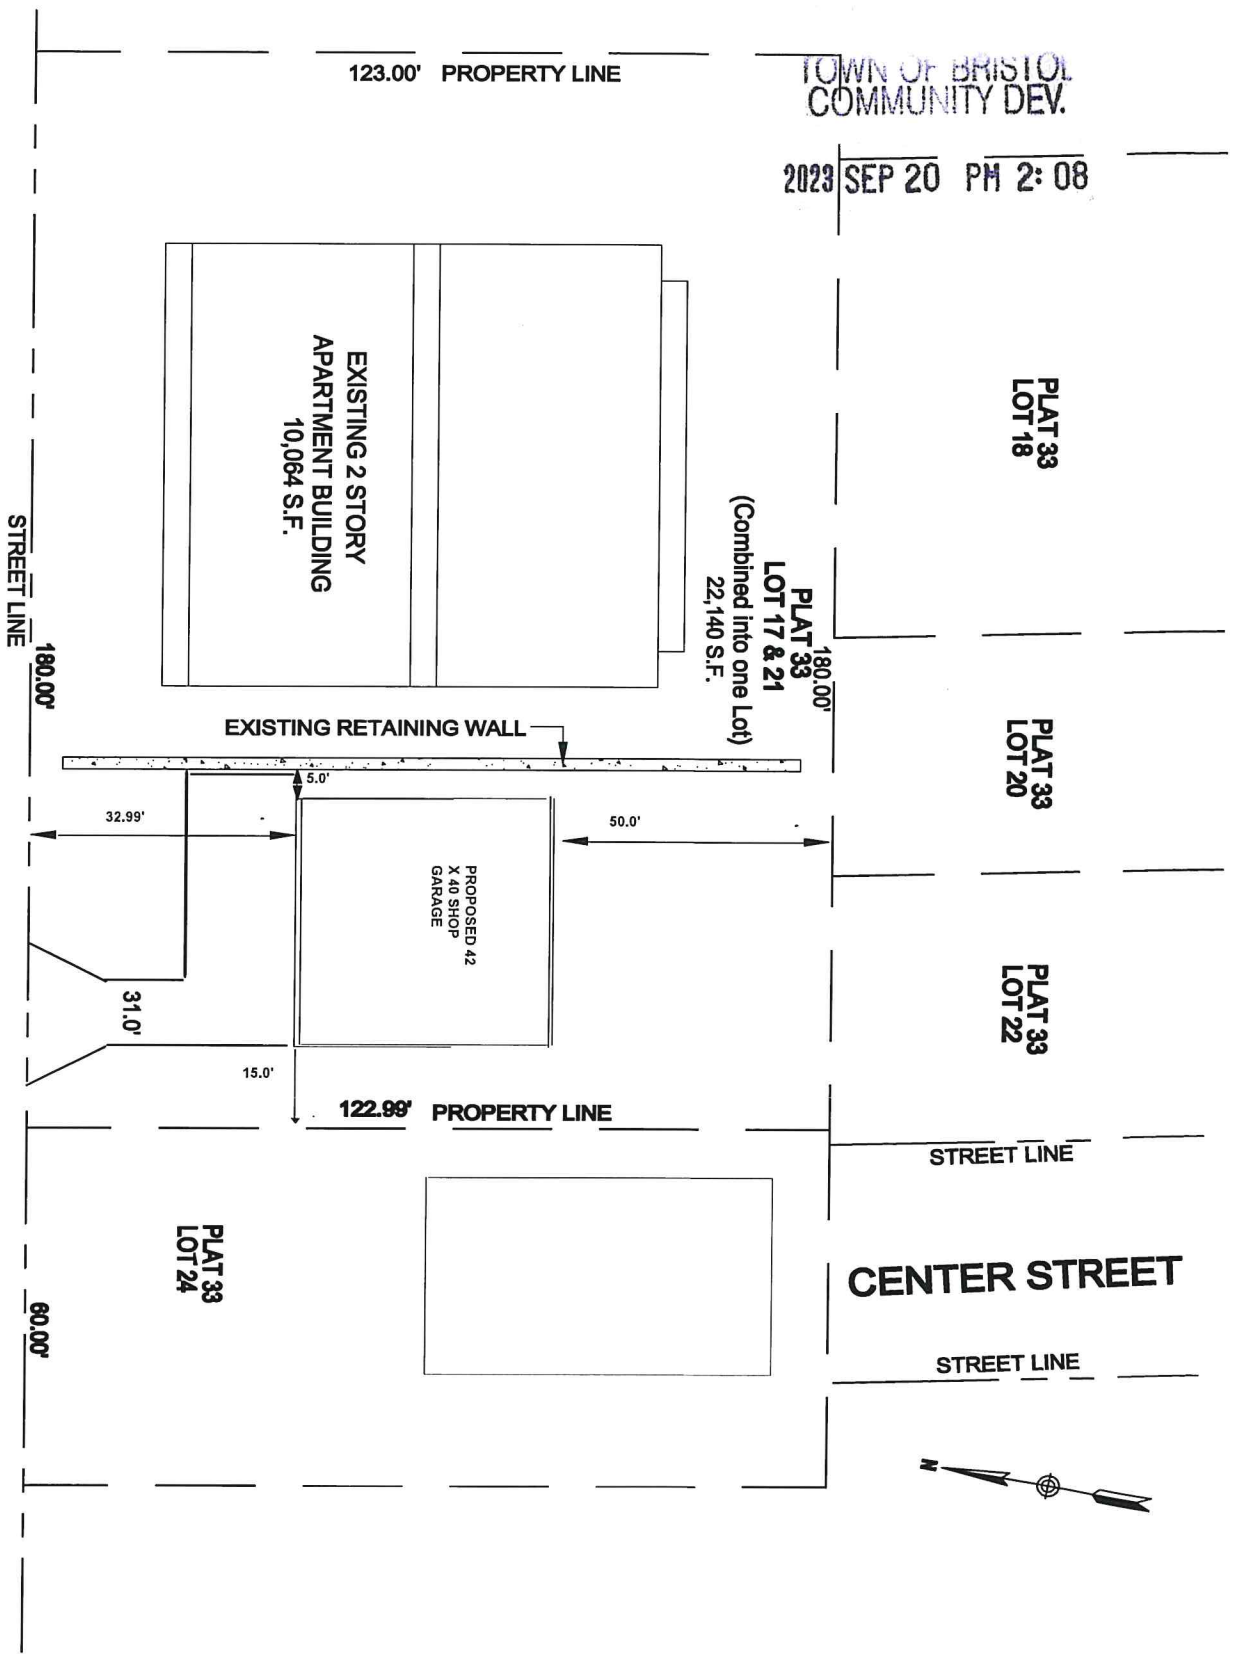 TOWN OF BRISTOL
COMMUNITY DEV.
2023 SEP 20 PM 2:08
123.00' PROPERTY LINE
PLAT 33
LOT 18
EXISTING 2 STORY
APARTMENT BUILDING
10,064 S.F.
PLAT 33
LOT 17 & 21
(Combined into one Lot)
22,140 S.F.
180.00'
STREET LINE
180.00'
EXISTING RETAINING WALL
PLAT 33
LOT 20
5.0'
32.99'
50.0'
PROPOSED 42
X 40 SHOP
GARAGE
PLAT 33
LOT 22
31.0'
15.0'
122.99' PROPERTY LINE
STREET LINE
PLAT 33
LOT 24
CENTER STREET
60.00'
STREET LINE
N